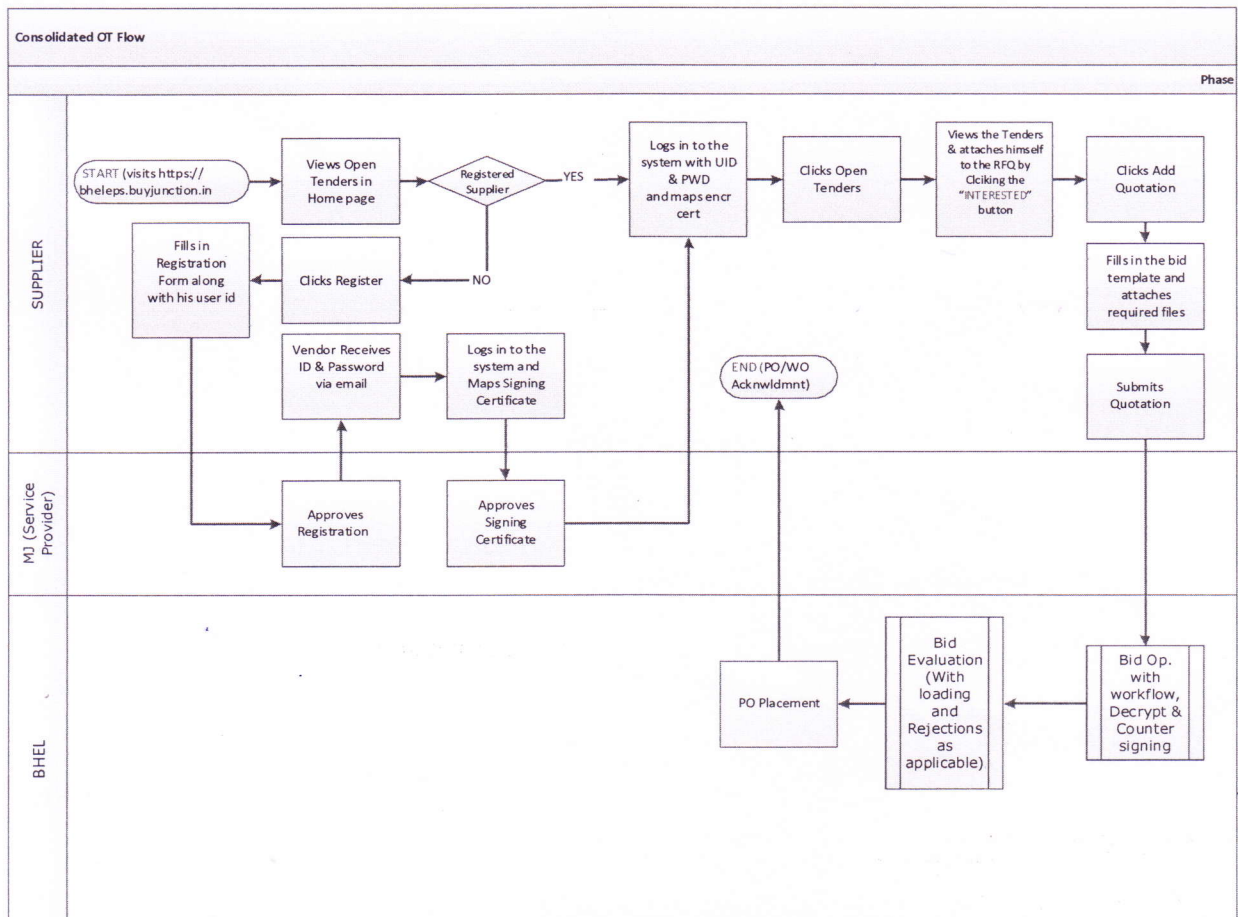 Consolidated OT Flow
Phase
SUPPLIER
START (visits https://
bheleps.buyjunction.in
Views Open
Tenders in
Home page
Registered
Supplier
YES
Logs in to the
system with UID
& PWD
and maps encr
cert
Clicks Open
Tenders
Views the Tenders
& attaches himself
to the RFQ by
Clciking the
"INTERESTED"
button
Clicks Add
Quotation
Fills in
Registration
Form along
with his user id
Clicks Register
NO
Fills in the bid
template and
attaches
required files
Vendor Receives
ID & Password
via email
Logs in to the
system and
Maps Signing
Certificate
END (PO/WO
Acknwldmnt)
Submits
Quotation
MJ (Service
Provider)
Approves
Registration
Approves
Signing
Certificate
BHEL
PO Placement
Bid
Evaluation
(With
loading
and
Rejections
as
applicable)
Bid Op.
with
workflow,
Decrypt &
Counter
signing